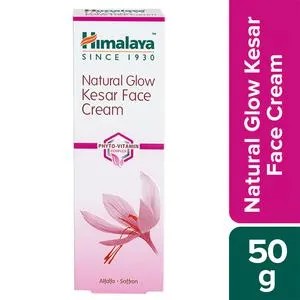 Himalaya
SINCE 1930
Natural Glow
Kesar Face
Cream
PHYTO-VITAMIN
COMPLEX
Alfalfa · Saffron
Natural Glow Kesar
Face Cream
50 g